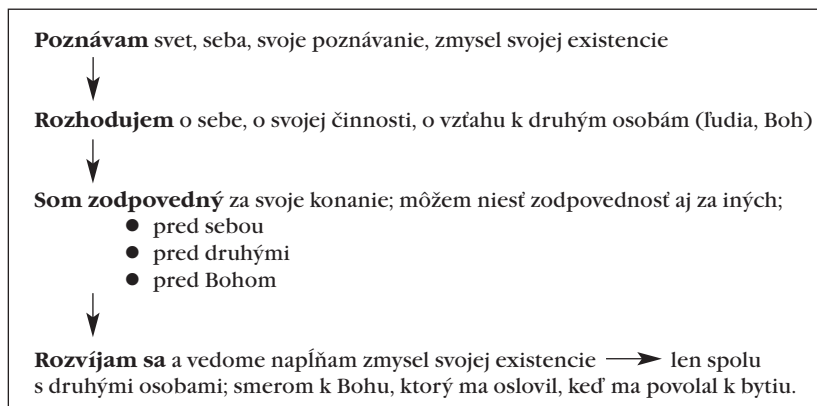 Poznávam svet, seba, svoje poznávanie, zmysel svojej existencie
Rozhodujem o sebe, o svojej činnosti, o vzťahu k druhým osobám (ľudia, Boh)
Som zodpovedný za svoje konanie; môžem niesť zodpovednosť aj za iných;
● pred sebou
● pred druhými
● pred Bohom
Rozvíjam sa a vedome napĺňam zmysel svojej existencie → len spolu
s druhými osobami; smerom k Bohu, ktorý ma oslovil, keď ma povolal k bytiu.